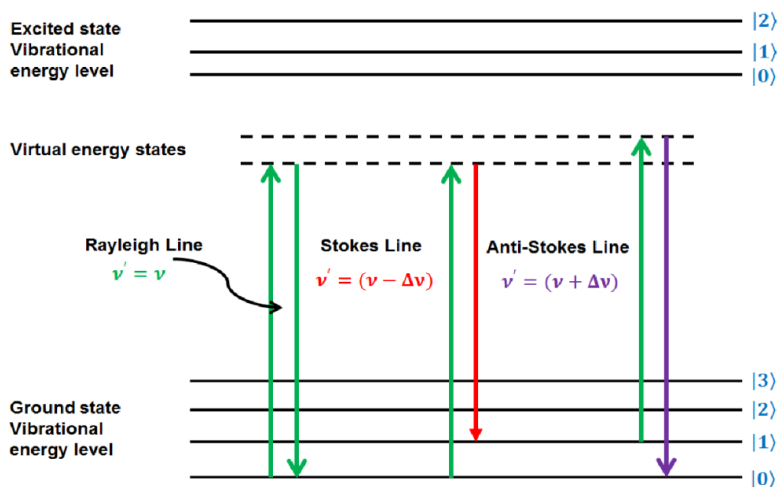 Excited state
Vibrational
energy level
|2⟩
|1⟩
|0⟩
Virtual energy states
Rayleigh Line
ν′ = ν
Stokes Line
ν′ = (ν − Δν)
Anti-Stokes Line
ν′ = (ν + Δν)
Ground state
Vibrational
energy level
|3⟩
|2⟩
|1⟩
|0⟩